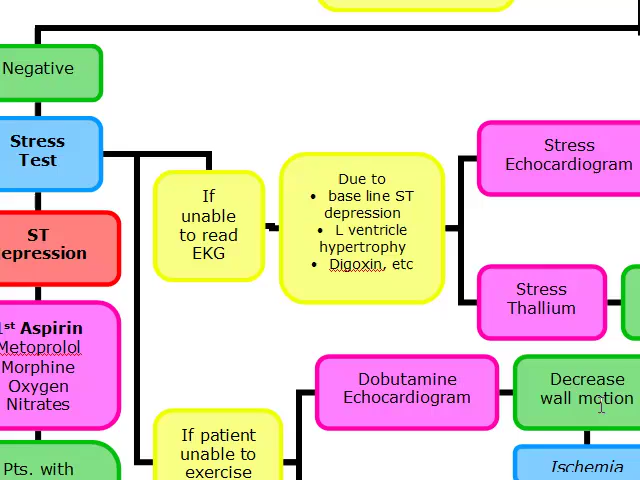 Negative
Stress
Test
ST
epression
1st Aspirin
Metoprolol
Morphine
Oxygen
Nitrates
Pts. with
If
unable
to read
EKG
Due to
• base line ST
depression
• L ventricle
hypertrophy
• Digoxin, etc
Stress
Echocardiogram
Stress
Thallium
Dobutamine
Echocardiogram
Decrease
wall motion
Ischemia
If patient
unable to
exercise